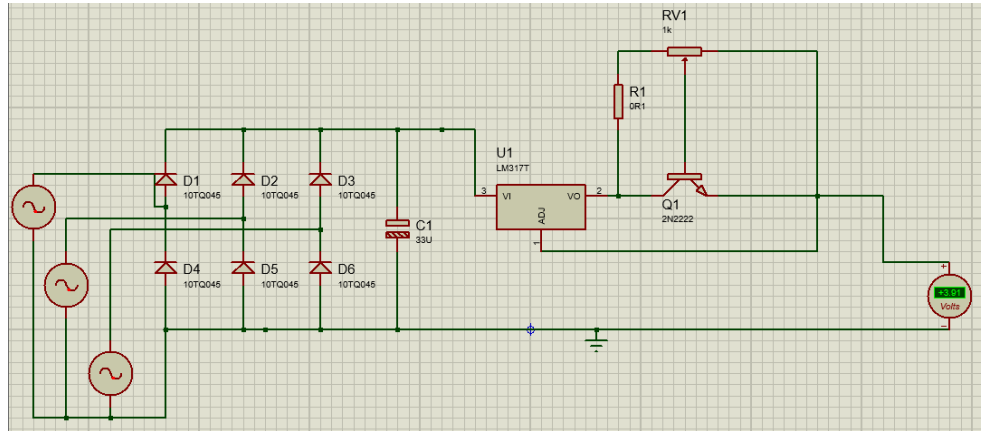 RV1
1k
R1
0R1
U1
LM317T
3
VI
VO
2
ADJ
1
Q1
2N2222
D1
10TQ045
D2
10TQ045
D3
10TQ045
C1
33U
D4
10TQ045
D5
10TQ045
D6
10TQ045
+
+3.91
Volts
−